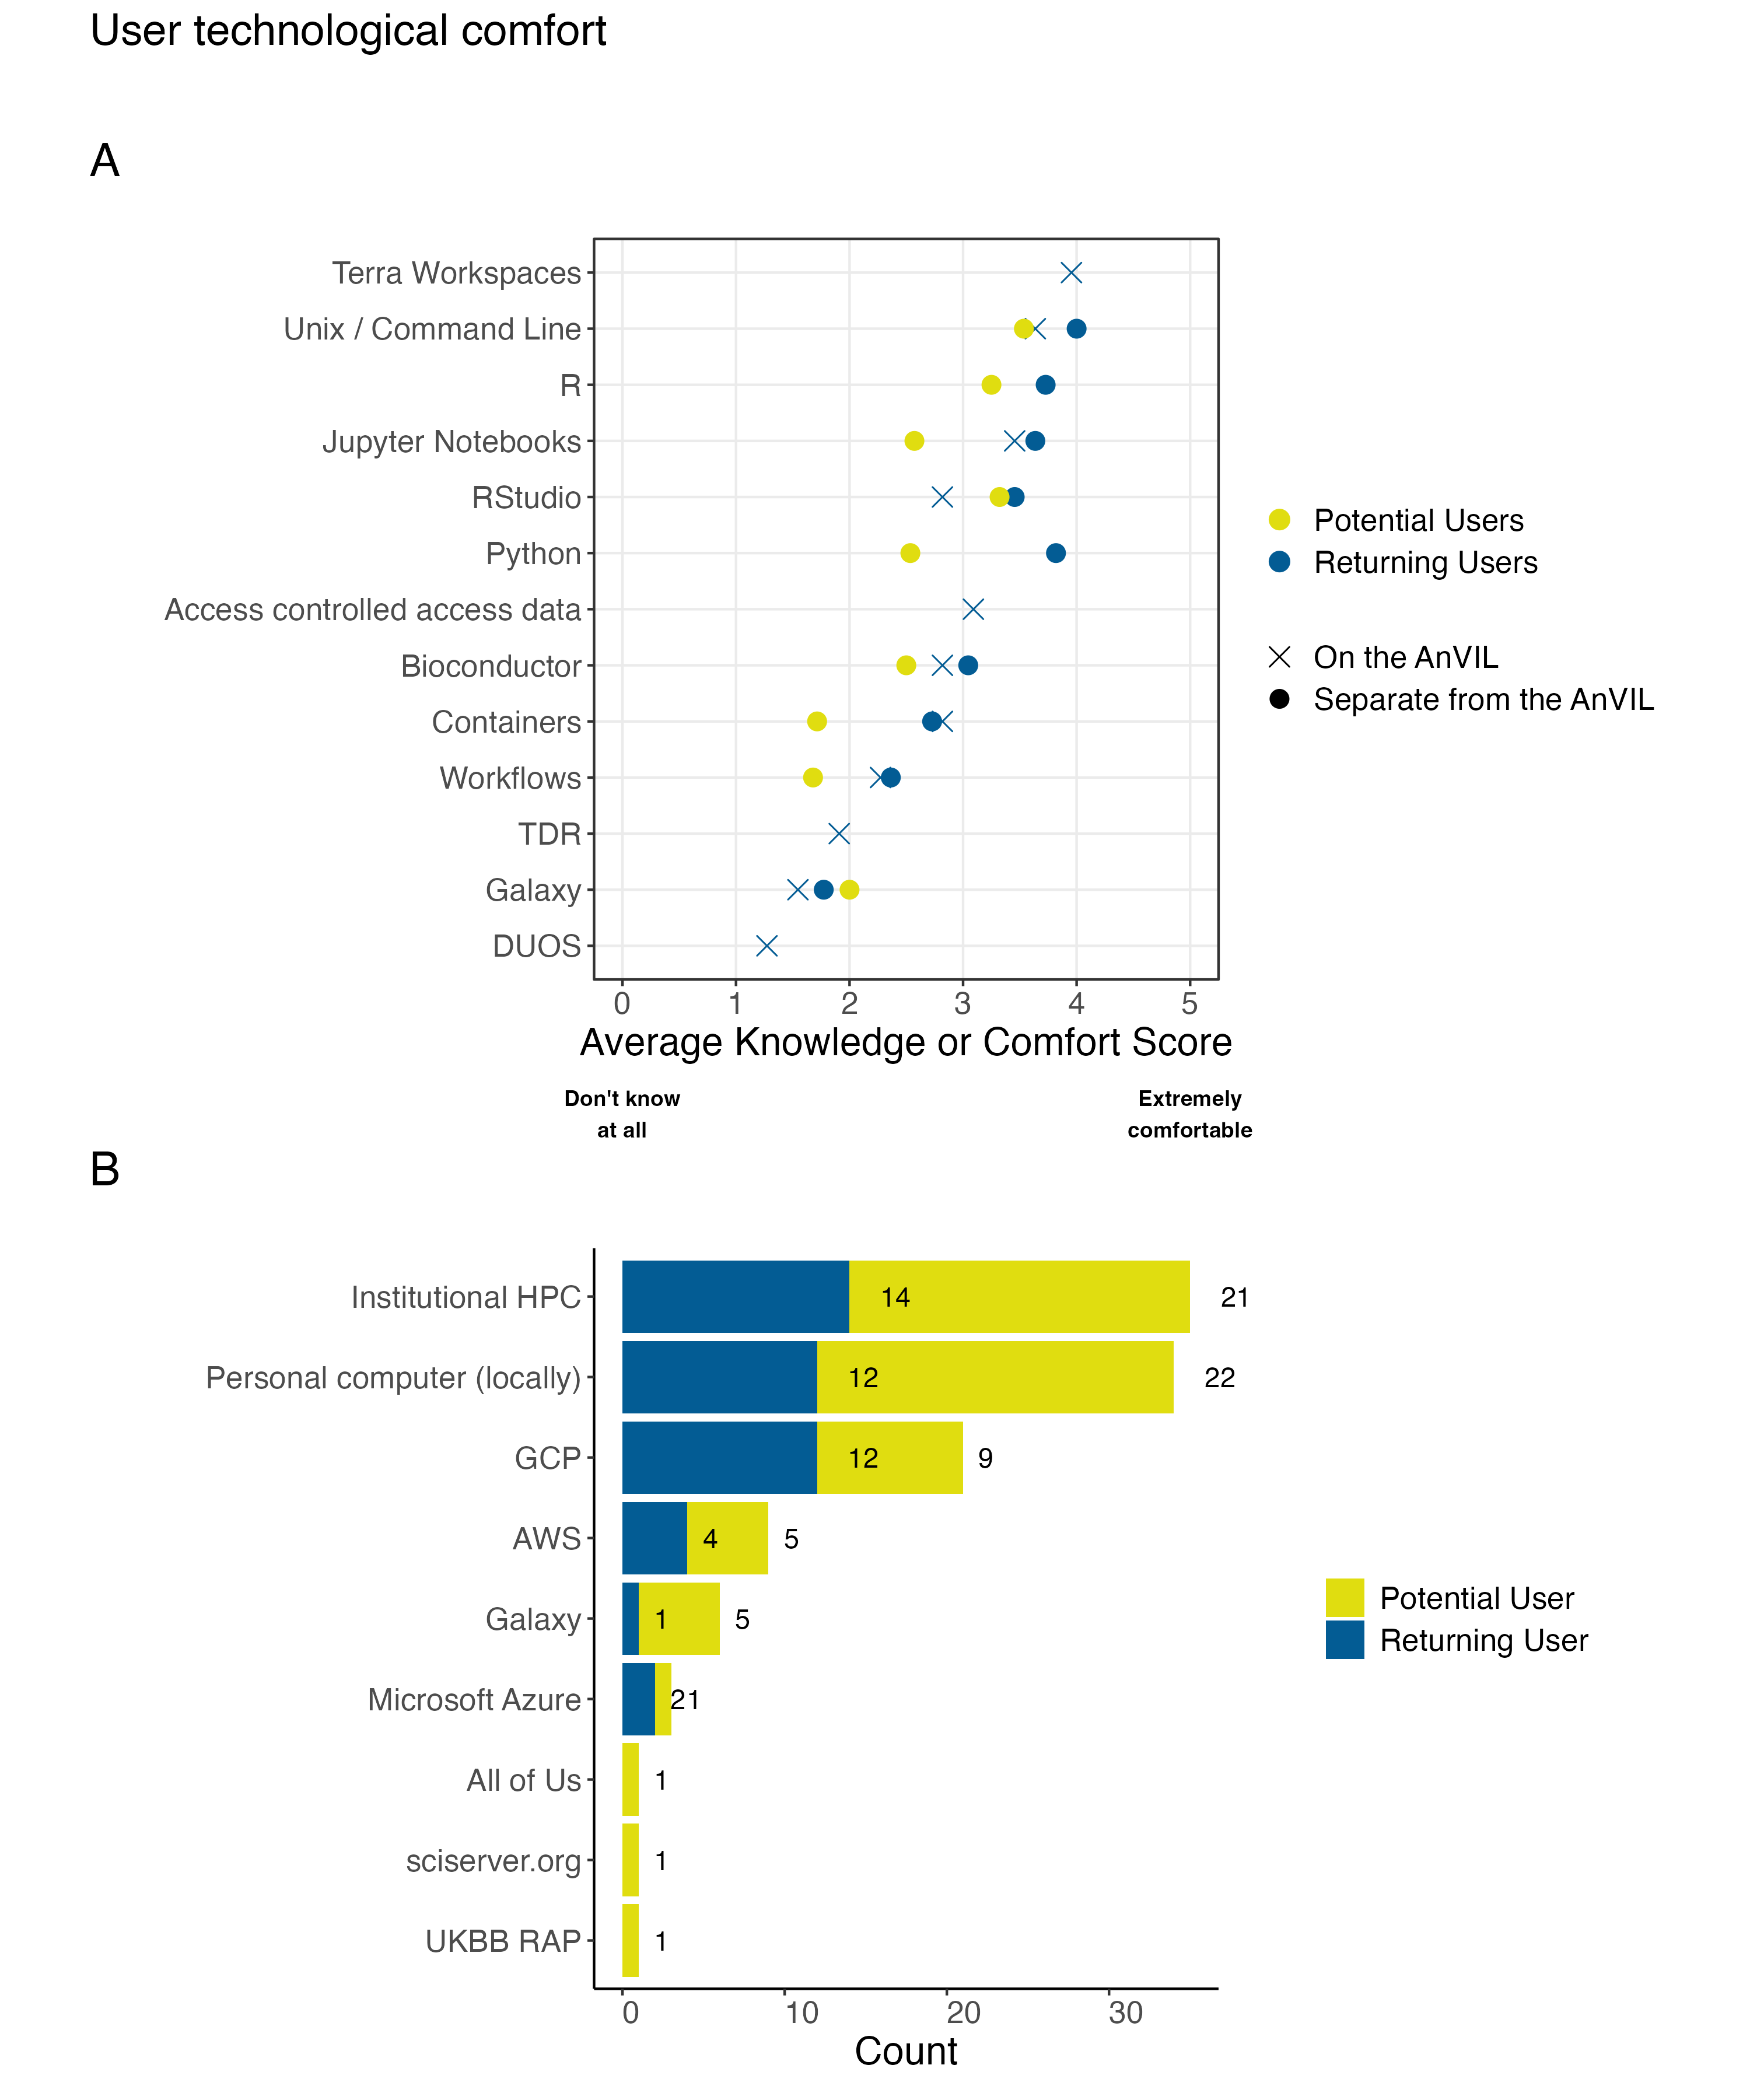 User technological comfort
A
Terra Workspaces
Unix / Command Line
R
Jupyter Notebooks
RStudio
Python
Access controlled access data
Bioconductor
Containers
Workflows
TDR
Galaxy
DUOS
0 1 2 3 4 5
Average Knowledge or Comfort Score
Don't know
at all
Extremely
comfortable
Potential Users
Returning Users
On the AnVIL
Separate from the AnVIL
B
Institutional HPC 14 21
Personal computer (locally) 12 22
GCP 12 9
AWS 4 5
Galaxy 1 5
Microsoft Azure 2 1
All of Us 1
sciserver.org 1
UKBB RAP 1
0 10 20 30
Count
Potential User
Returning User